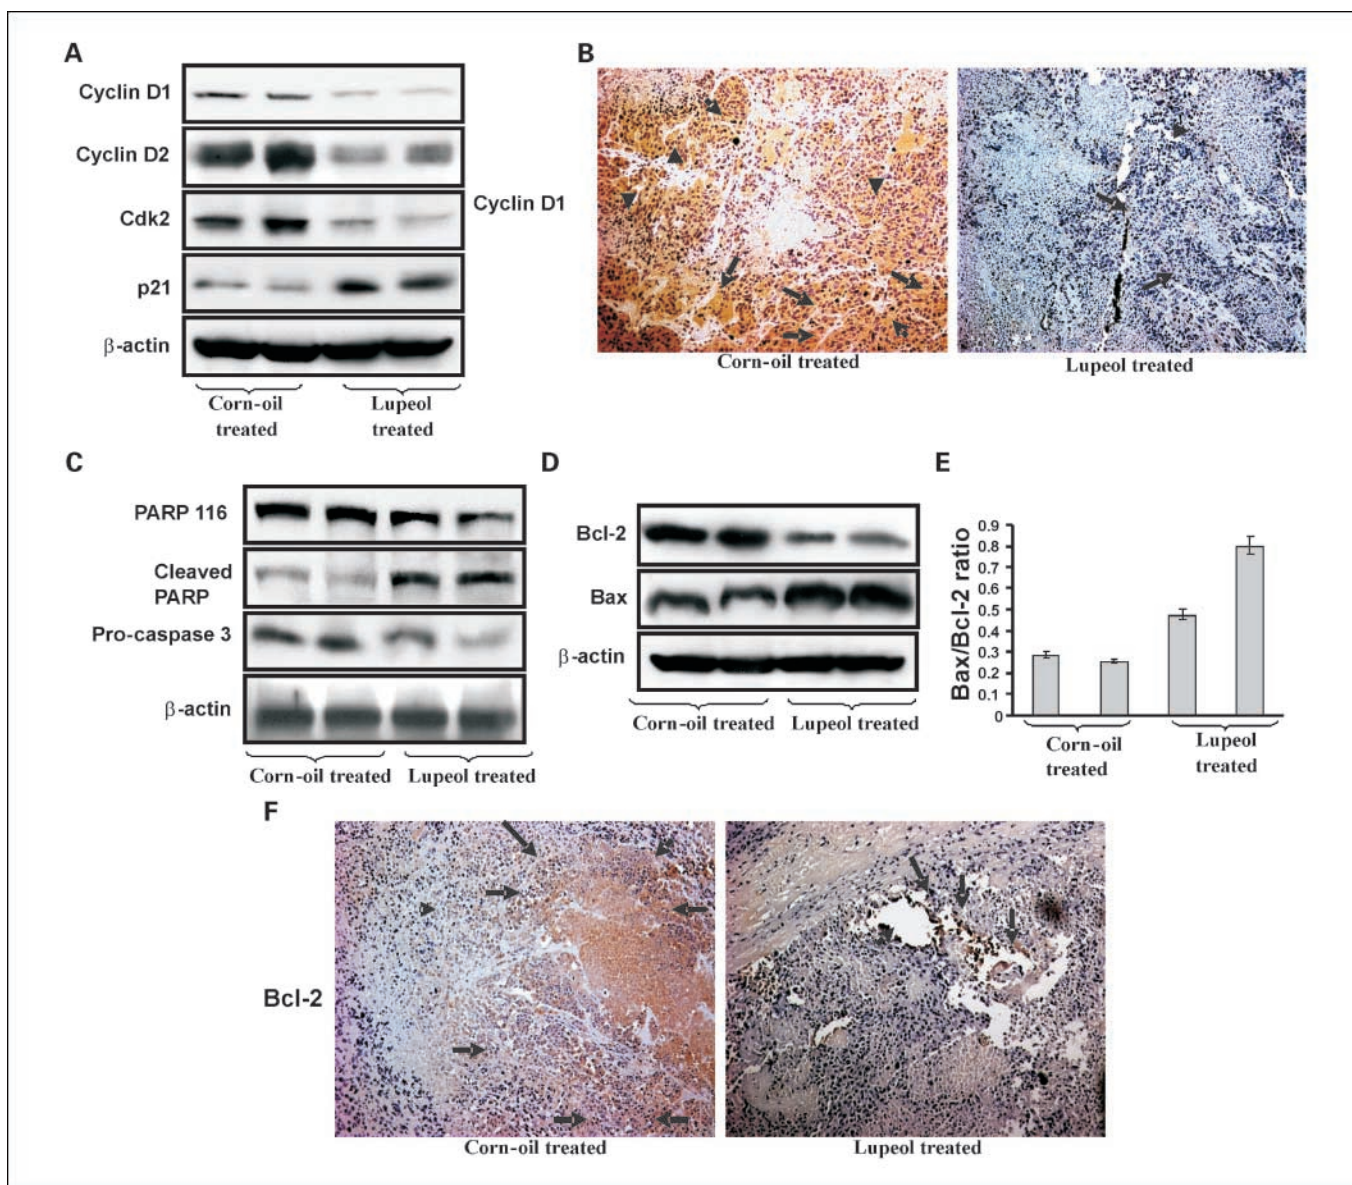 A
Cyclin D1
Cyclin D2
Cdk2
p21
β-actin
Corn-oil
treated
Lupeol
treated
B
Cyclin D1
Corn-oil treated
Lupeol treated
C
PARP 116
Cleaved
PARP
Pro-caspase 3
β-actin
Corn-oil treated
Lupeol treated
D
Bcl-2
Bax
β-actin
Corn-oil treated
Lupeol treated
E
Bax/Bcl-2 ratio
0.9
0.8
0.7
0.6
0.5
0.4
0.3
0.2
0.1
0
Corn-oil
treated
Lupeol
treated
F
Bcl-2
Corn-oil treated
Lupeol treated